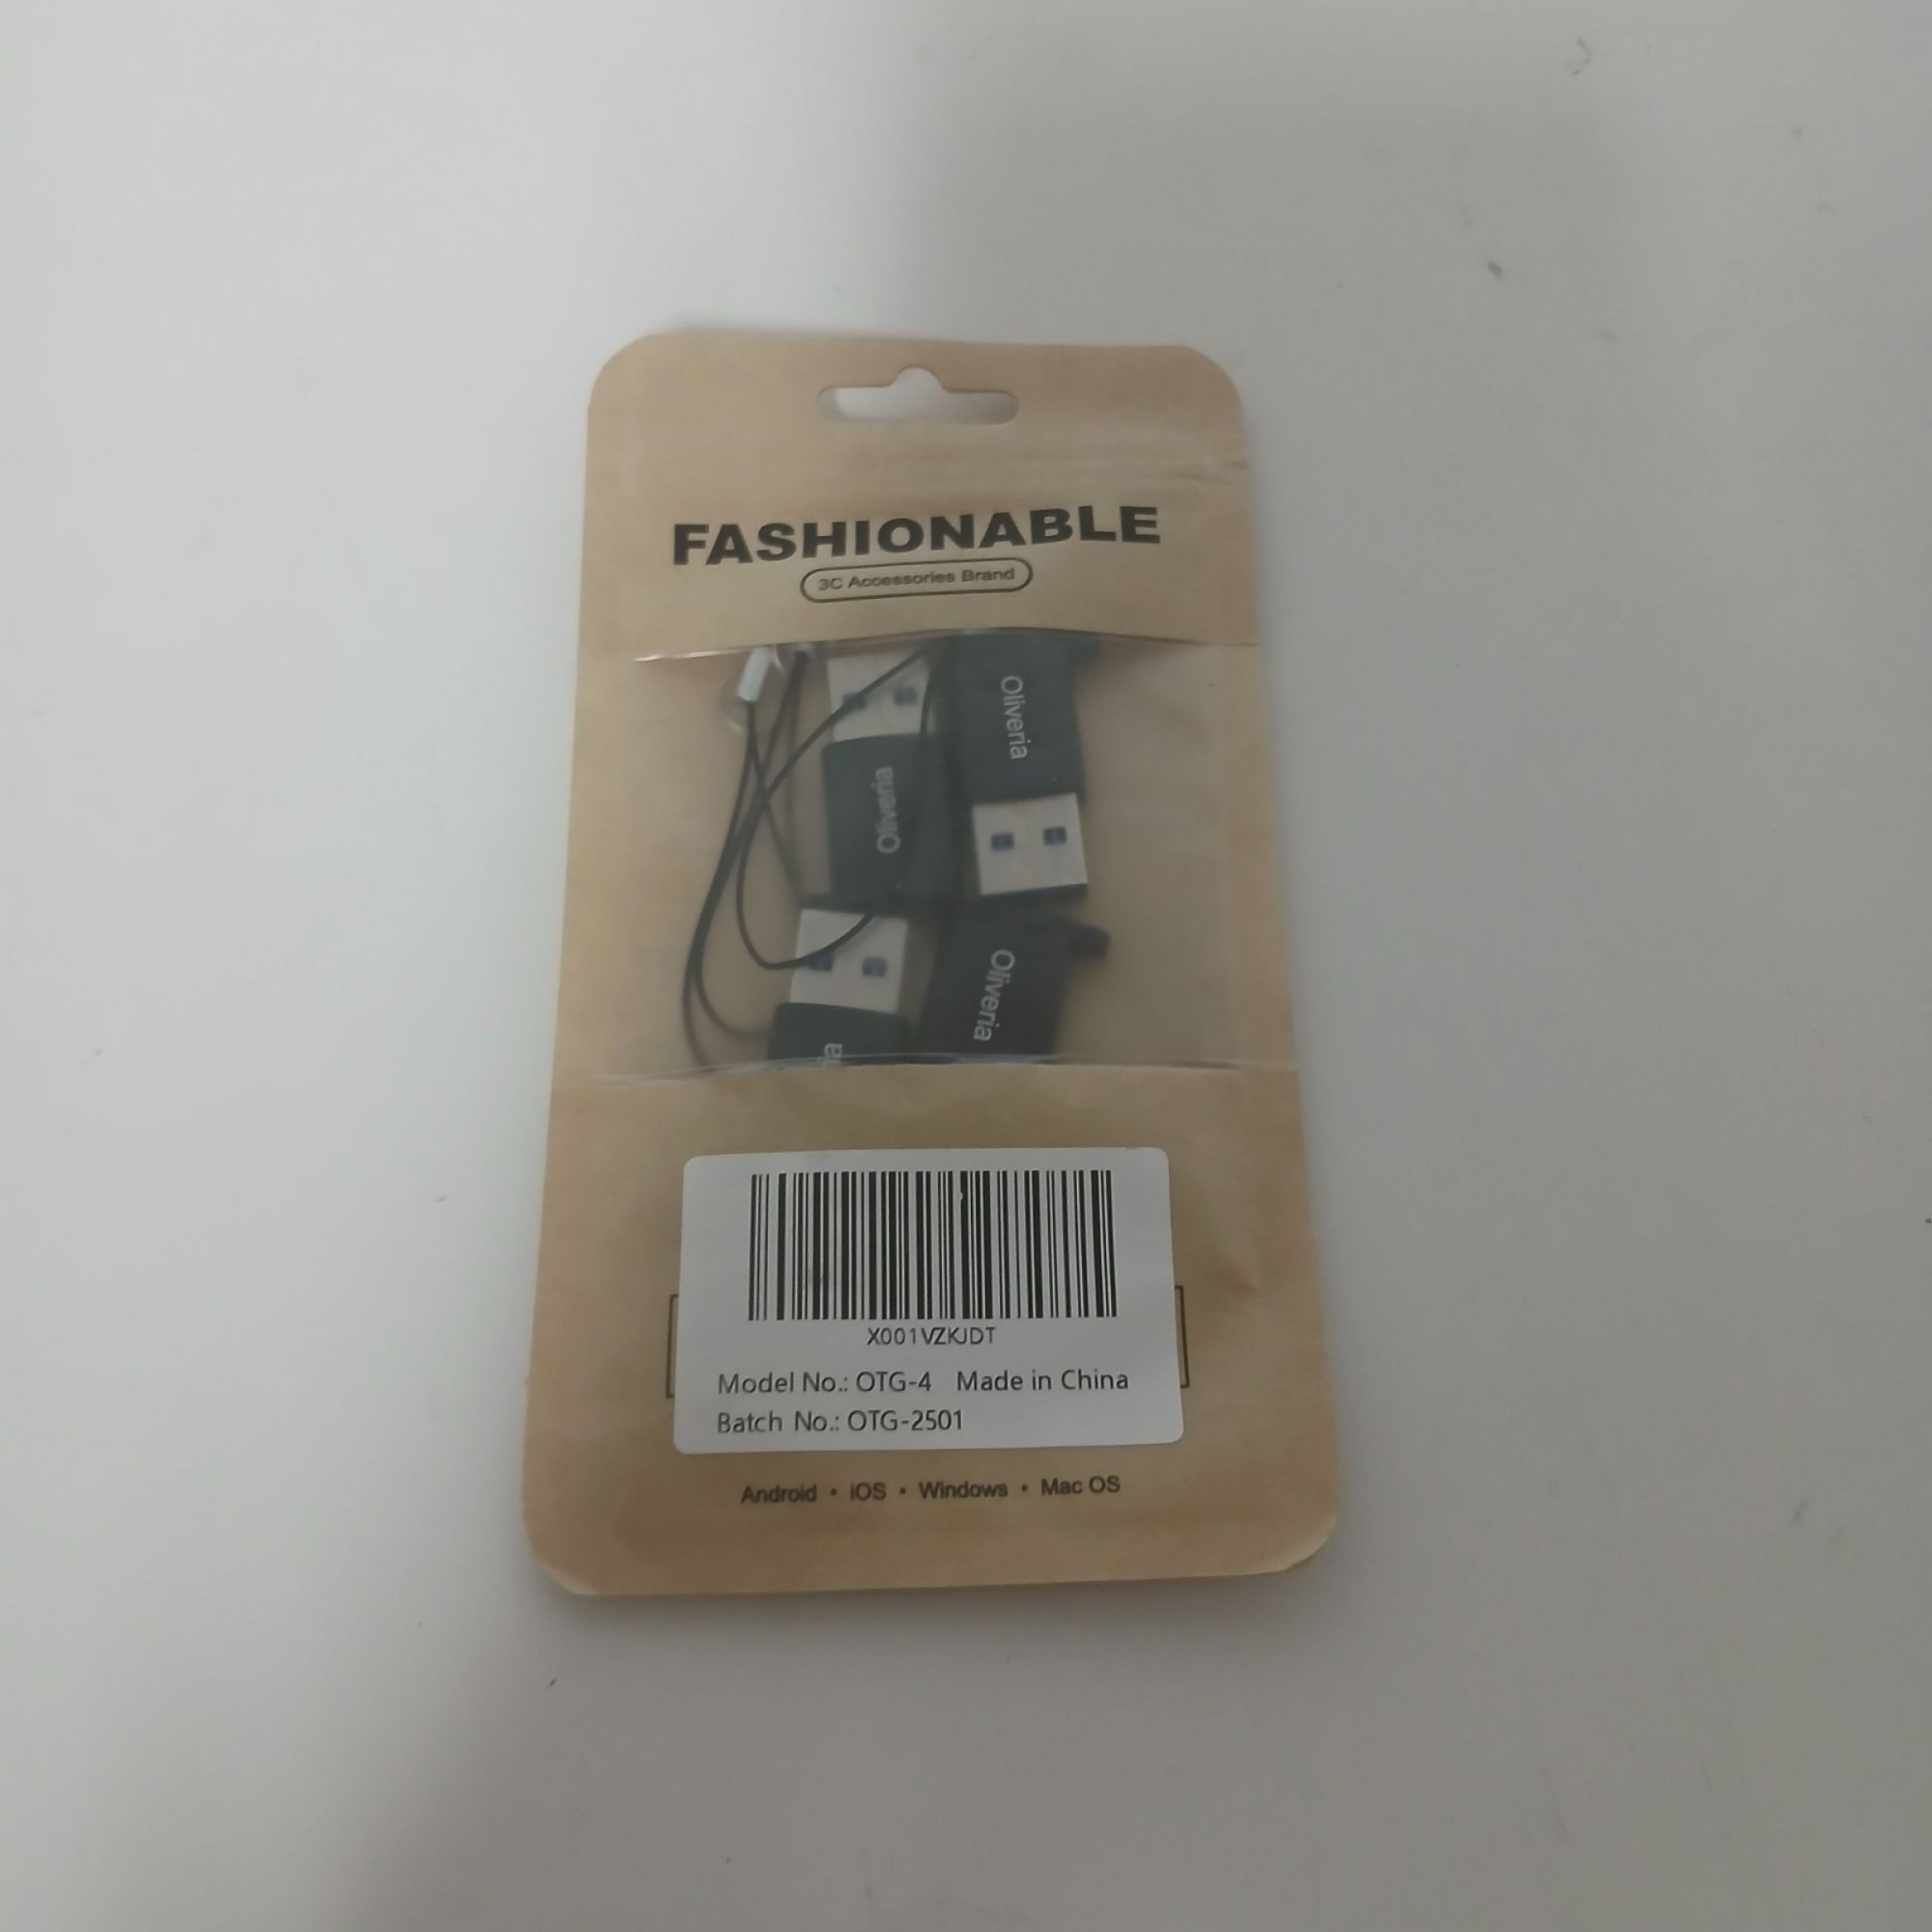 FASHIONABLE
3C Accessories Brand
Oliveria
Oliveria
Oliveria
X001VZKJDT
Model No.: OTG-4 Made in China
Batch No.: OTG-2501
Android • iOS • Windows • Mac OS